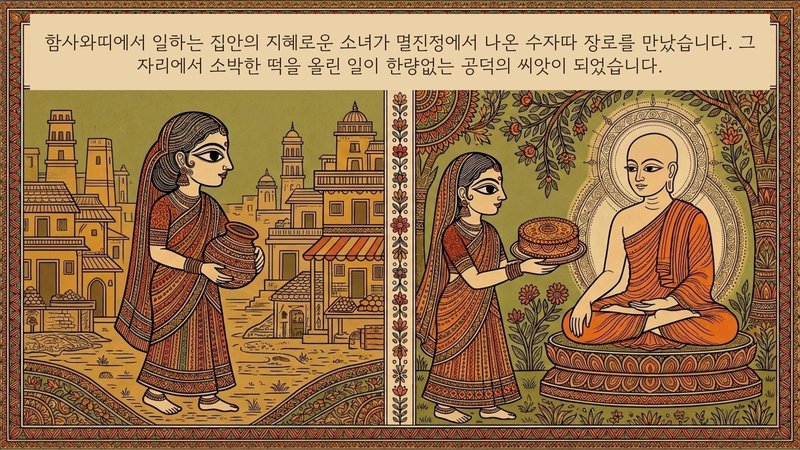 함사와띠에서 일하는 집안의 지혜로운 소녀가 멸진정에서 나온 수자따 장로를 만났습니다. 그
자리에서 소박한 떡을 올린 일이 한량없는 공덕의 씨앗이 되었습니다.